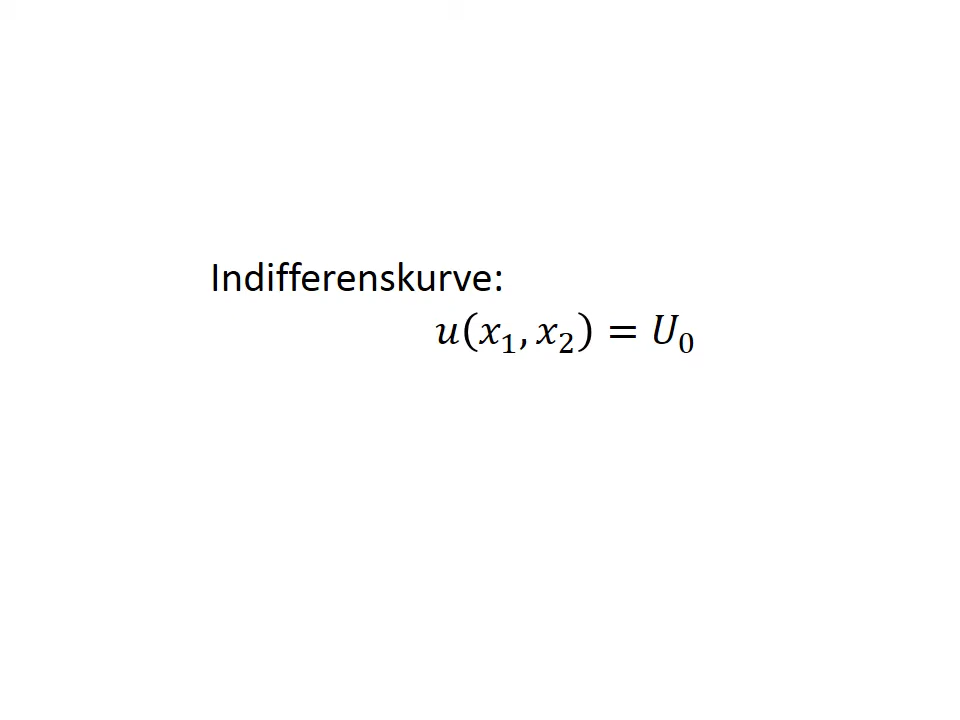 Indifferenskurve:
u(x₁, x₂) = U₀